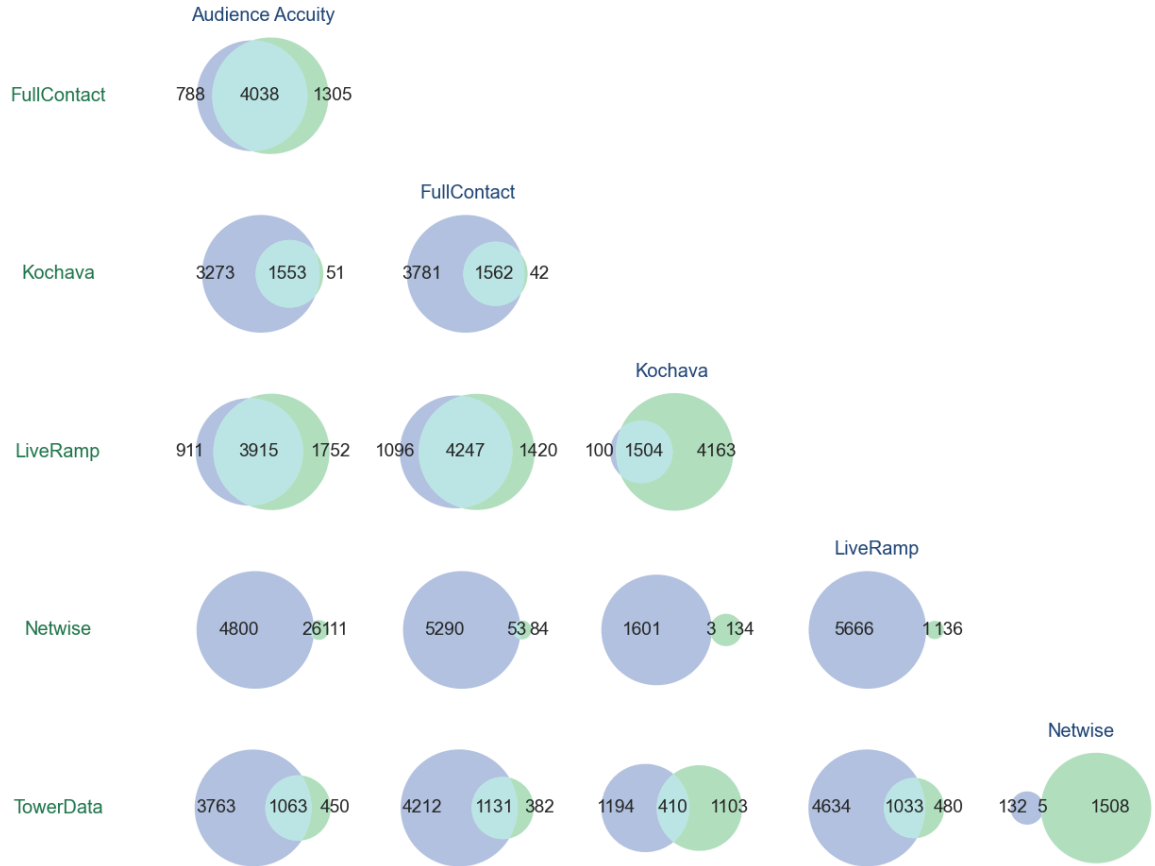 Audience Accuity
FullContact 788 4038 1305
FullContact
Kochava 3273 1553 51 3781 1562 42
Kochava
LiveRamp 911 3915 1752 1096 4247 1420 100 1504 4163
LiveRamp
Netwise 4800 26 111 5290 53 84 1601 3 134 5666 1 136
Netwise
TowerData 3763 1063 450 4212 1131 382 1194 410 1103 4634 1033 480 132 5 1508